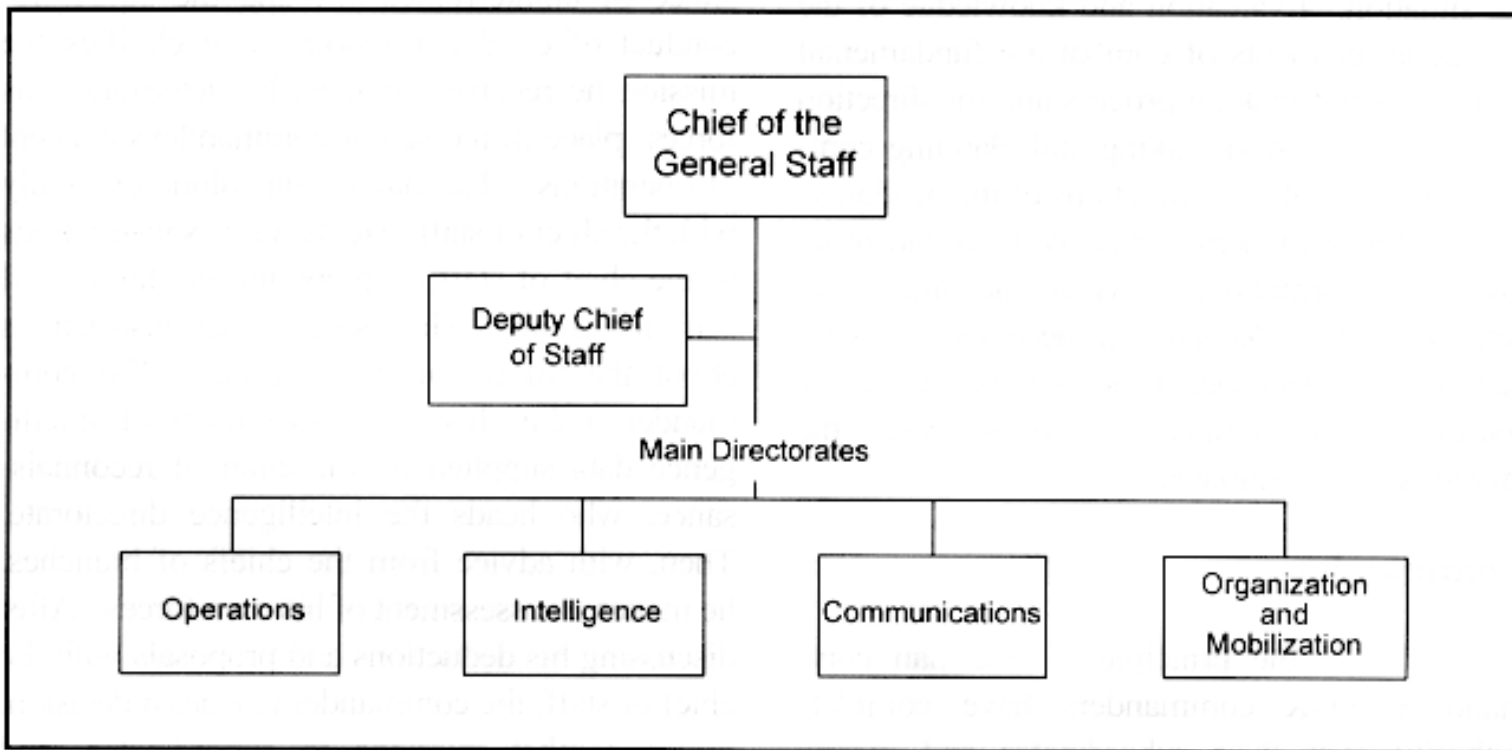 Chief of the
General Staff
Deputy Chief
of Staff
Main Directorates
Operations
Intelligence
Communications
Organization
and
Mobilization